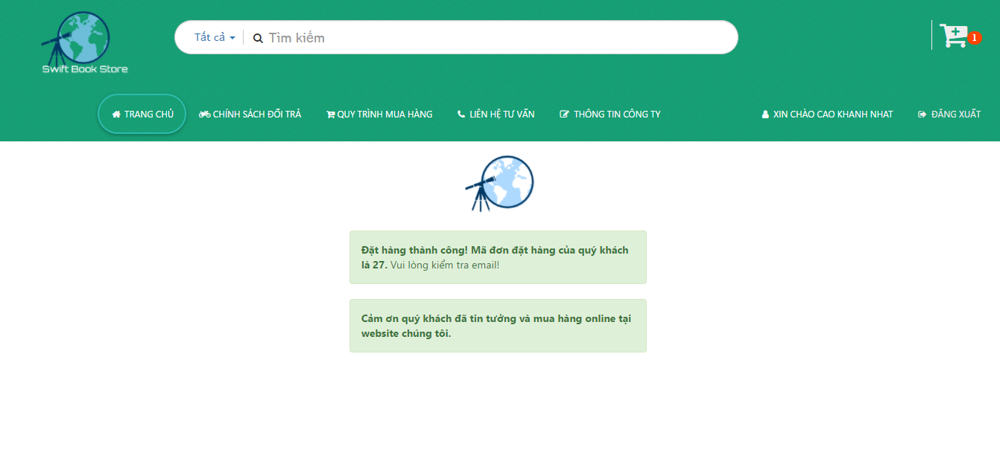 Swift Book Store
Tất cả
Tìm kiếm
1
TRANG CHỦ
CHÍNH SÁCH ĐỔI TRẢ
QUY TRÌNH MUA HÀNG
LIÊN HỆ TƯ VẤN
THÔNG TIN CÔNG TY
XIN CHÀO CAO KHANH NHAT
ĐĂNG XUẤT
Đặt hàng thành công! Mã đơn đặt hàng của quý khách
là 27. Vui lòng kiểm tra email!
Cảm ơn quý khách đã tin tưởng và mua hàng online tại
website chúng tôi.